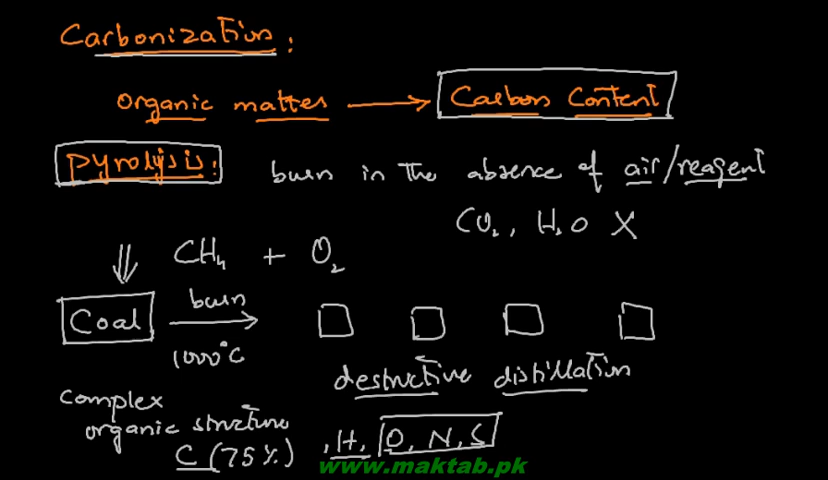 Carbonization:
organic matter → Carbon Content
Pyrolysis: burn in the absence of air/reagent
CO2, H2O X
⇓ CH4 + O2
Coal burn → 1000°C
destructive distillation
Complex
organic structure
C (75%), H, O, N, S
www.maktab.pk